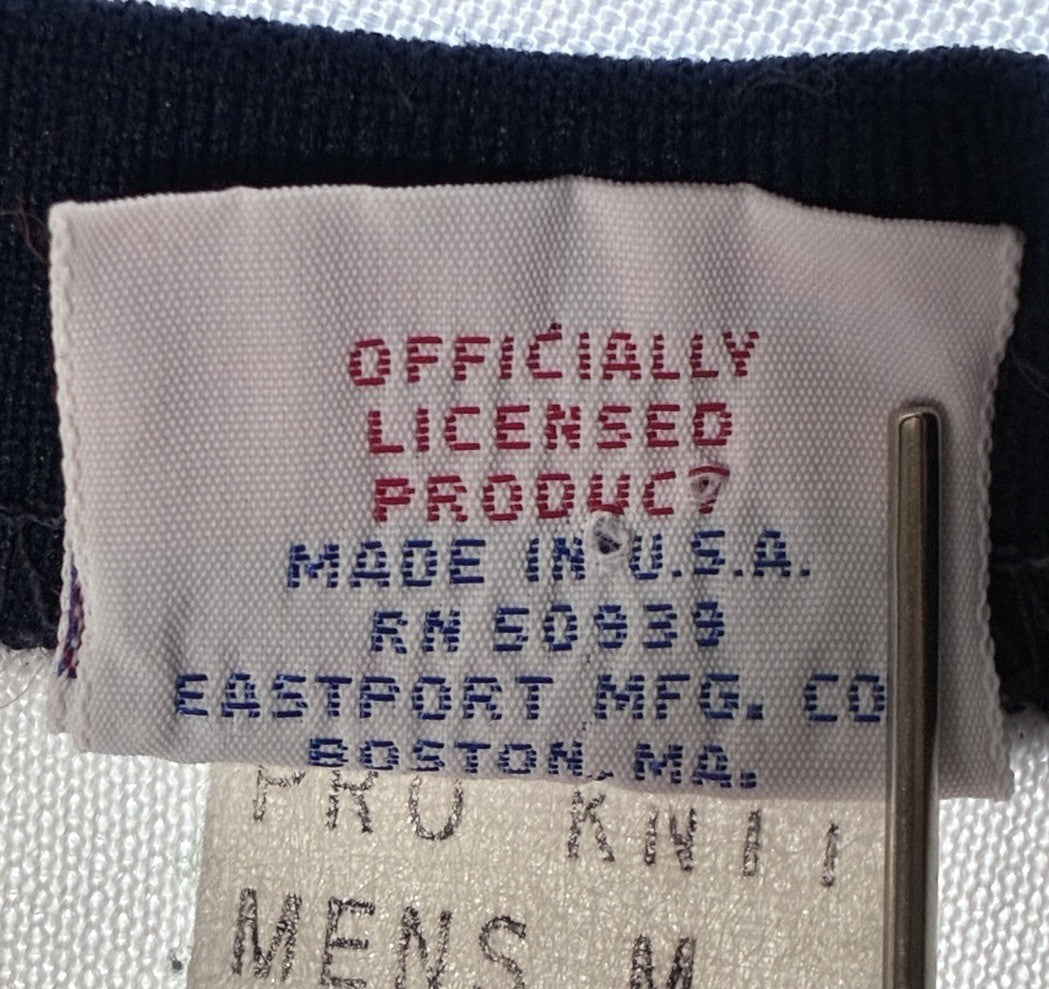 OFFICIALLY
LICENSED
PRODUCT
MADE IN U.S.A.
RN 50939
EASTPORT MFG. CO
BOSTON, MA.
PRO KNIT
MENS M